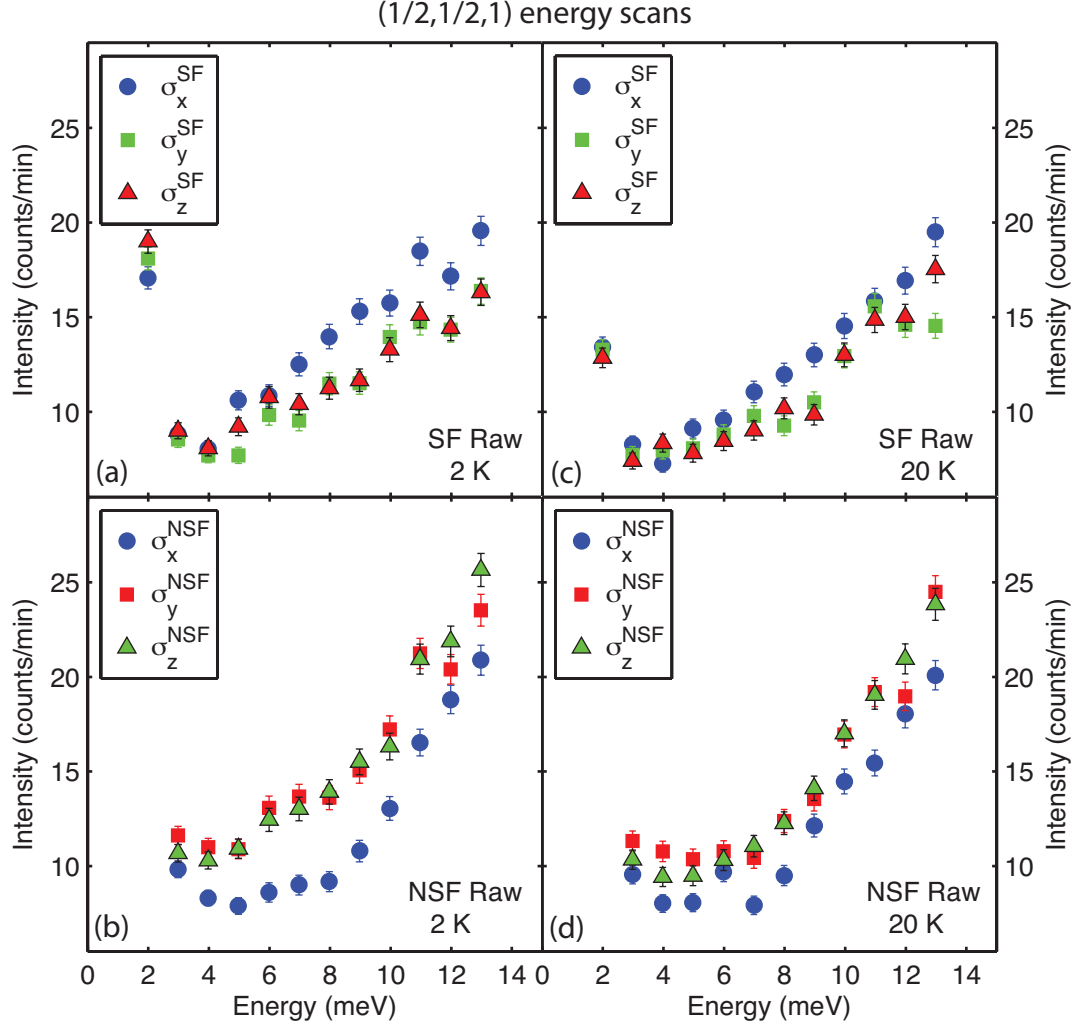 (1/2,1/2,1) energy scans
Intensity (counts/min)
25
20
15
10
σ_x^SF
σ_y^SF
σ_z^SF
(a)
SF Raw
2 K
σ_x^SF
σ_y^SF
σ_z^SF
(c)
SF Raw
20 K
25
20
15
10
Intensity (counts/min)
Intensity (counts/min)
25
20
15
10
σ_x^NSF
σ_y^NSF
σ_z^NSF
(b)
NSF Raw
2 K
σ_x^NSF
σ_y^NSF
σ_z^NSF
(d)
NSF Raw
20 K
25
20
15
10
Intensity (counts/min)
0 2 4 6 8 10 12 14 0 2 4 6 8 10 12 14
Energy (meV) Energy (meV)